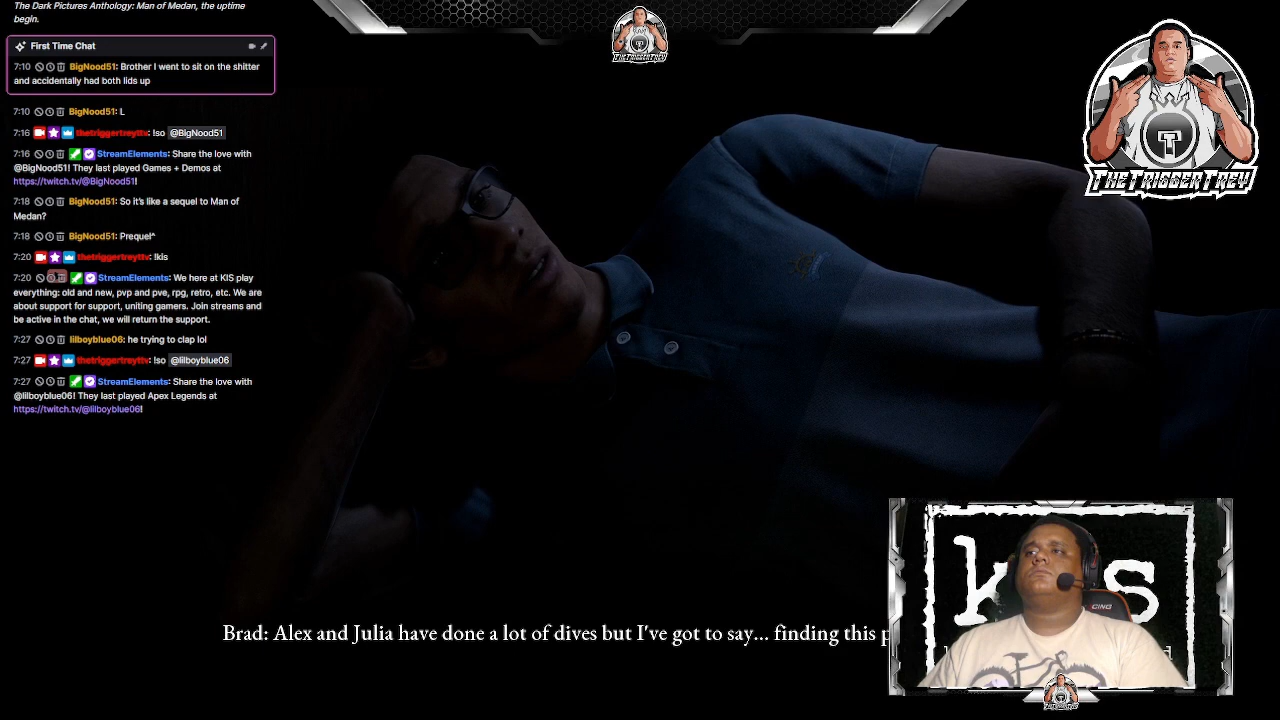 The Dark Pictures Anthology: Man of Medan, the uptime
begin.
First Time Chat
7:10 BigNood51: Brother I went to sit on the shitter
and accidentally had both lids up
7:10 BigNood51: L
7:16 thetriggertreyttv: !so @BigNood51
7:16 StreamElements: Share the love with
@BigNood51! They last played Games + Demos at
https://twitch.tv/@BigNood51!
7:18 BigNood51: So it's like a sequel to Man of
Medan?
7:18 BigNood51: Prequel^
7:20 thetriggertreyttv: !kis
7:20 StreamElements: We here at KIS play
everything: old and new, pvp and pve, rpg, retro, etc. We
are about support for support, uniting gamers. Join streams and
be active in the chat, we will return the support.
7:27 lilboyblue06: he trying to clap lol
7:27 thetriggertreyttv: !so @lilboyblue06
7:27 StreamElements: Share the love with
@lilboyblue06! They last played Apex Legends at
https://twitch.tv/@lilboyblue06!
THETRIGGERTREY
T
THETRIGGERTREY
k s
CING
Brad: Alex and Julia have done a lot of dives but I've got to say... finding this p